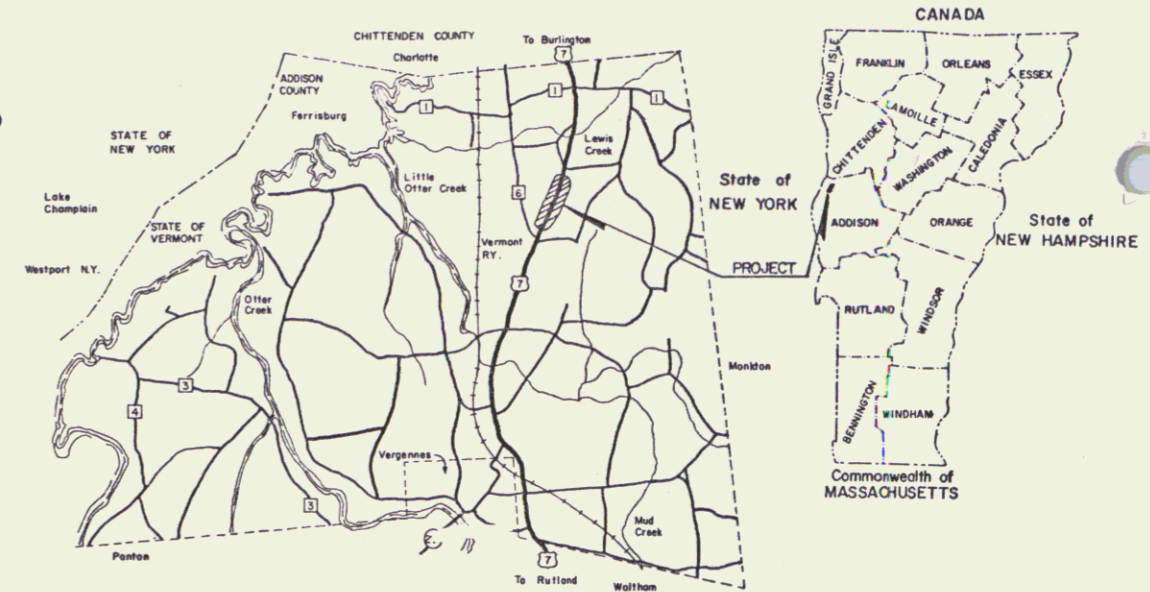 CHITTENDEN COUNTY
Charlotte
To Burlington
7
ADDISON
COUNTY
Ferrisburg
1
1
1
STATE OF
NEW YORK
Lewis
Creek
Little
Otter Creek
6
Lake
Champlain
STATE OF
VERMONT
Vermont
RY.
Westport N.Y.
7
PROJECT
Otter
Creek
3
4
Monkton
Vergennes
3
Mud
Creek
Panton
7
To Rutland
Waltham
CANADA
GRAND ISLE
FRANKLIN
ORLEANS
ESSEX
LAMOILLE
CHITTENDEN
WASHINGTON
CALEDONIA
State of
NEW YORK
ADDISON
ORANGE
State of
NEW HAMPSHIRE
RUTLAND
WINDSOR
BENNINGTON
WINDHAM
Commonwealth of
MASSACHUSETTS